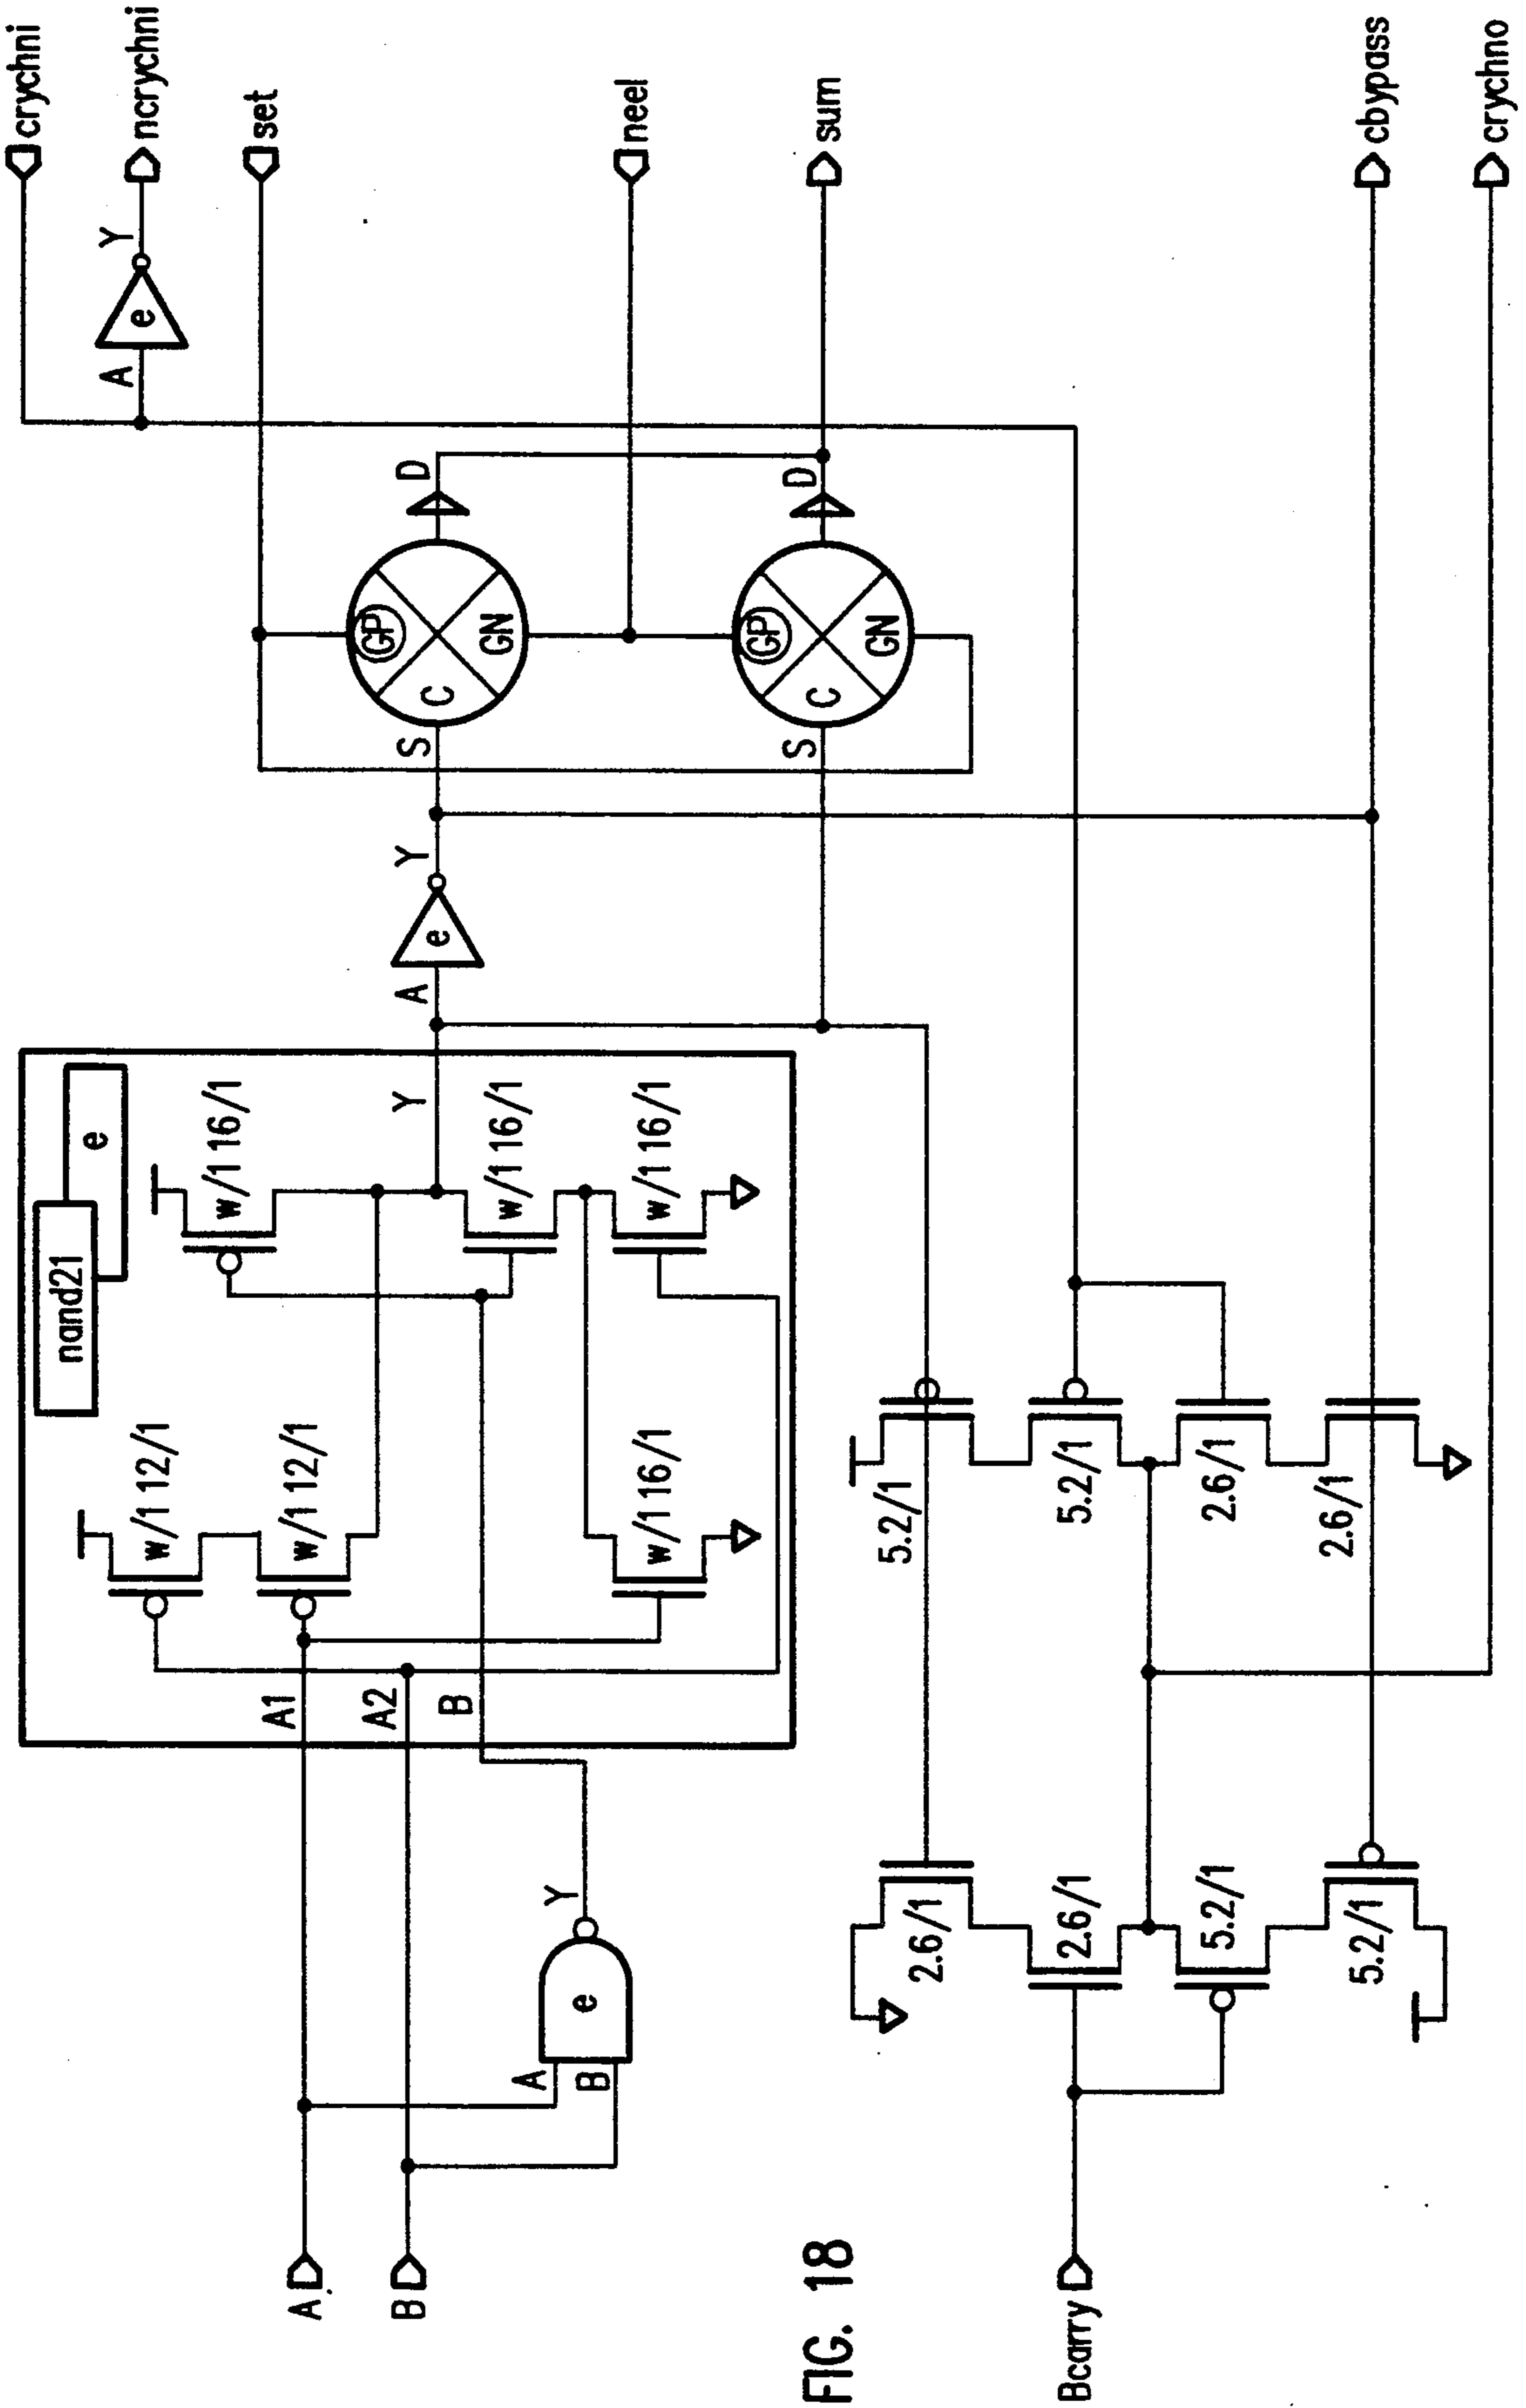 crychni
ncrychni
set
neel
sum
cbypass
crychno
A
e
Y
GP
C
GN
S
D
GP
C
GN
S
D
A
e
Y
nand21
e
w/1 16/1
w/1 16/1
w/1 16/1
w/1 12/1
w/1 12/1
w/1 16/1
Y
A1
A2
B
A
B
e
Y
A
B
5.2/1
5.2/1
2.6/1
2.6/1
2.6/1
2.6/1
5.2/1
5.2/1
Bcarry
FIG. 18